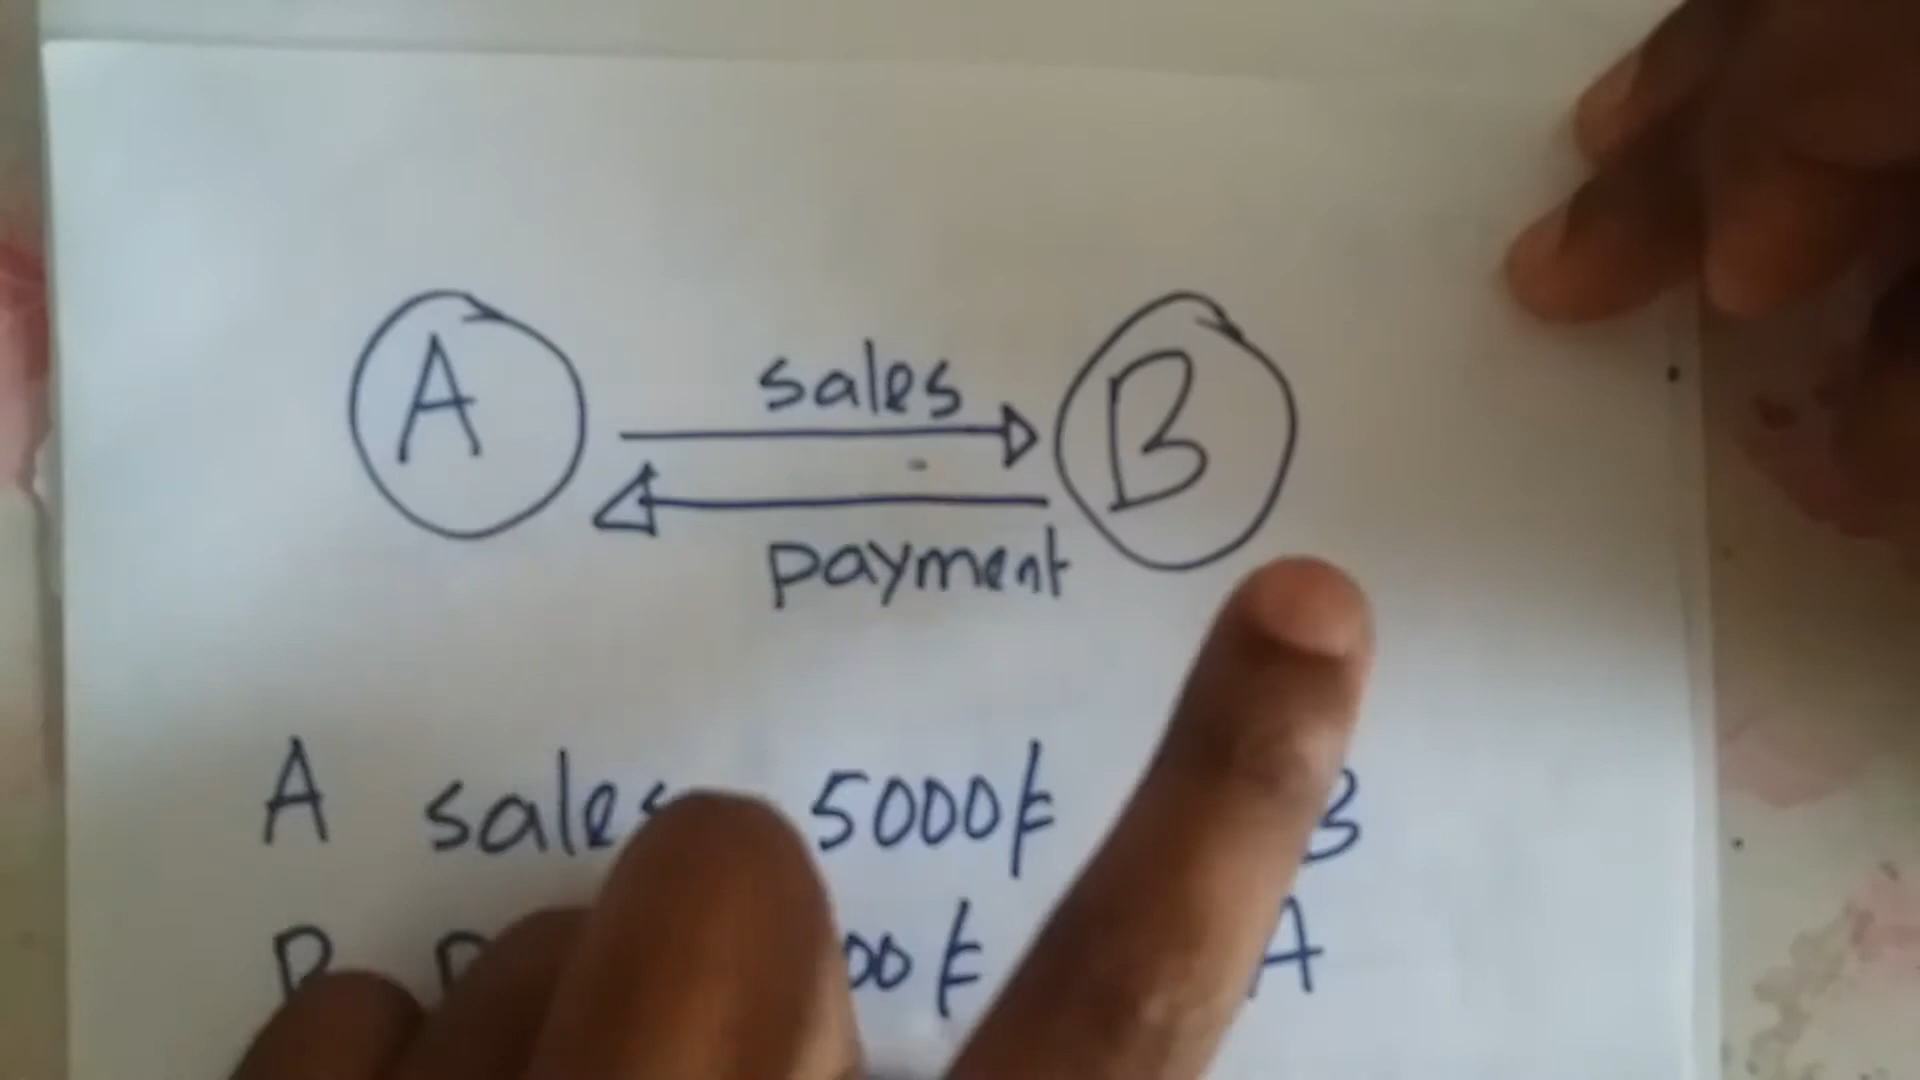 A
sales
B
payment
A sales 5000₭ B
00₭ A